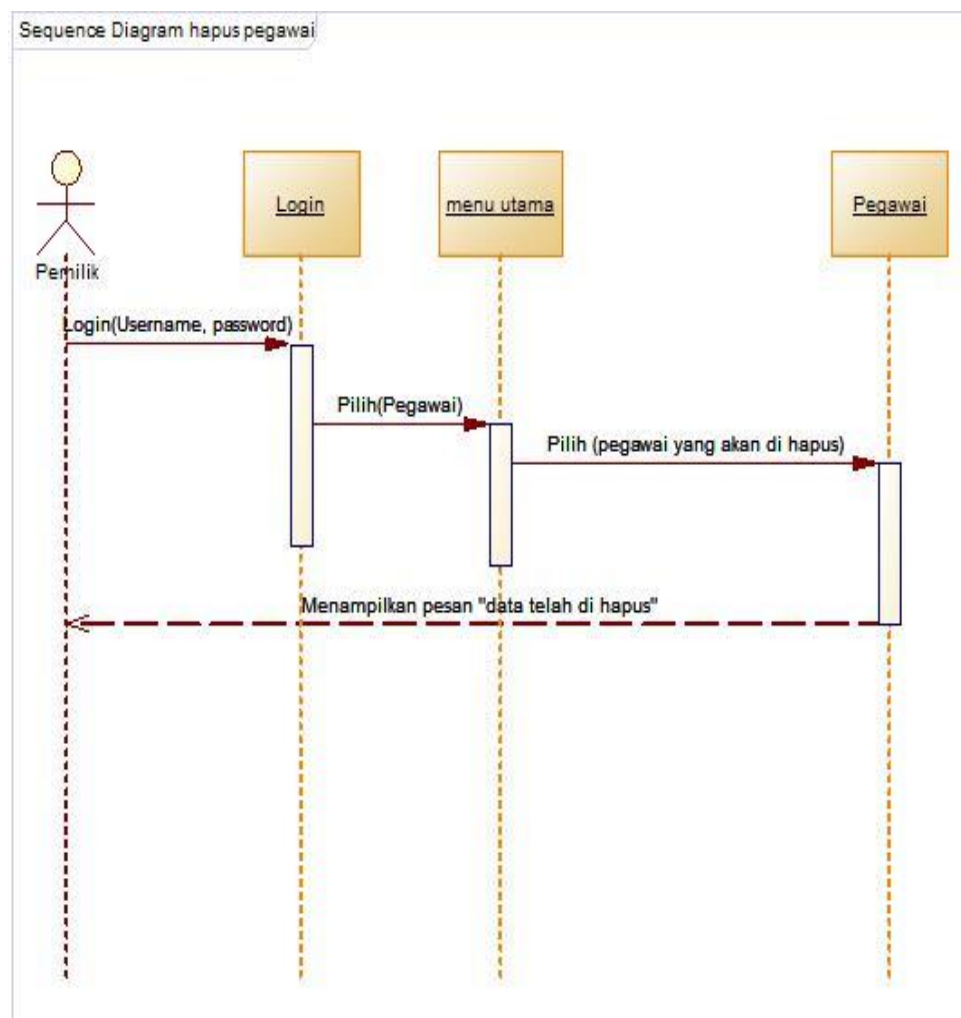 Sequence Diagram hapus pegawai
Login
menu utama
Pegawai
Pemilik
Login(Username, password)
Pilih(Pegawai)
Pilih (pegawai yang akan di hapus)
Menampilkan pesan "data telah di hapus"